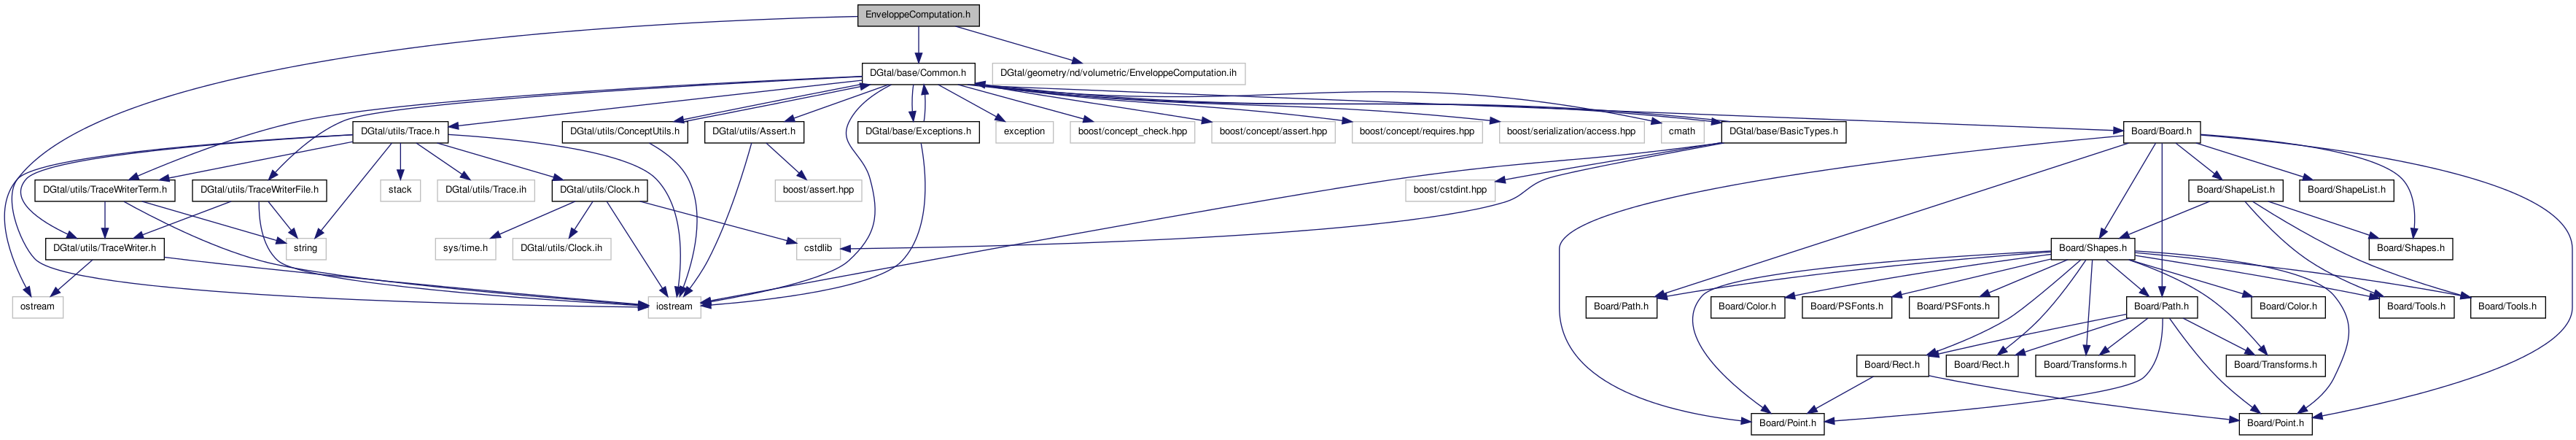 EnveloppeComputation.h
DGtal/base/Common.h
DGtal/geometry/nd/volumetric/EnveloppeComputation.ih
DGtal/utils/Trace.h
DGtal/utils/ConceptUtils.h
DGtal/utils/Assert.h
DGtal/base/Exceptions.h
exception
boost/concept_check.hpp
boost/concept/assert.hpp
boost/concept/requires.hpp
boost/serialization/access.hpp
cmath
DGtal/base/BasicTypes.h
Board/Board.h
DGtal/utils/TraceWriterTerm.h
DGtal/utils/TraceWriterFile.h
stack
DGtal/utils/Trace.ih
DGtal/utils/Clock.h
boost/assert.hpp
boost/cstdint.hpp
Board/ShapeList.h
Board/ShapeList.h
DGtal/utils/TraceWriter.h
string
sys/time.h
DGtal/utils/Clock.ih
cstdlib
Board/Shapes.h
Board/Shapes.h
ostream
iostream
Board/Path.h
Board/Color.h
Board/PSFonts.h
Board/PSFonts.h
Board/Path.h
Board/Color.h
Board/Tools.h
Board/Tools.h
Board/Rect.h
Board/Rect.h
Board/Transforms.h
Board/Transforms.h
Board/Point.h
Board/Point.h